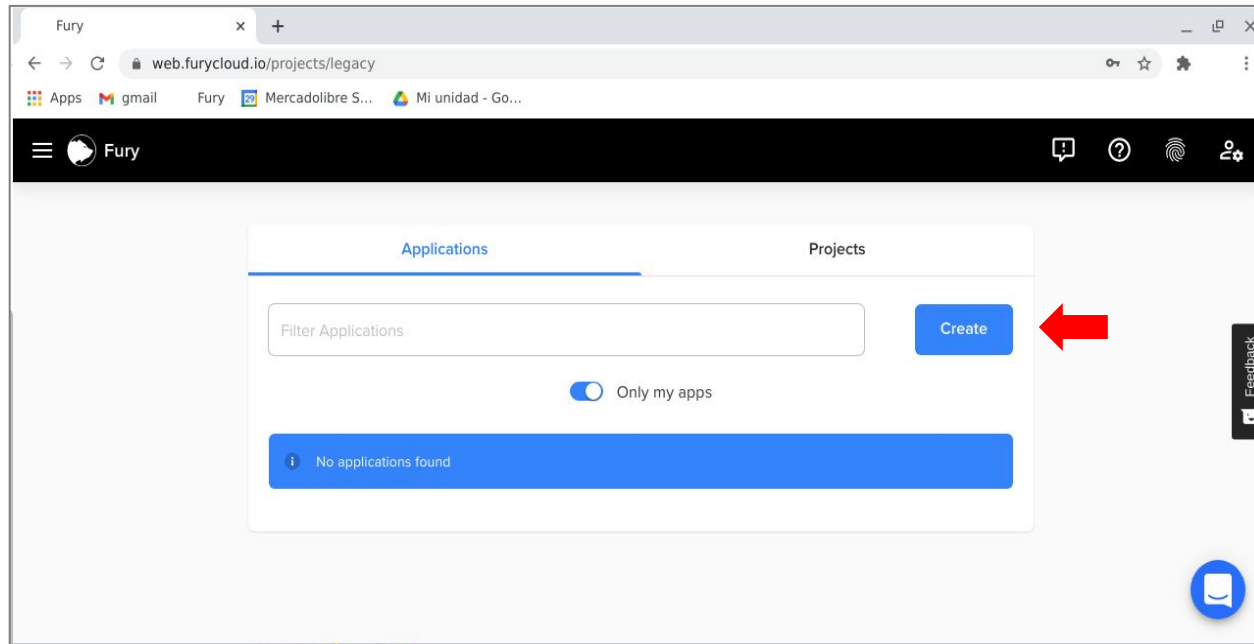 Fury
web.furycloud.io/projects/legacy
Apps gmail Fury 29 Mercadolibre S... Mi unidad - Go...
Fury
Applications Projects
Filter Applications Create
Only my apps
No applications found
Feedback